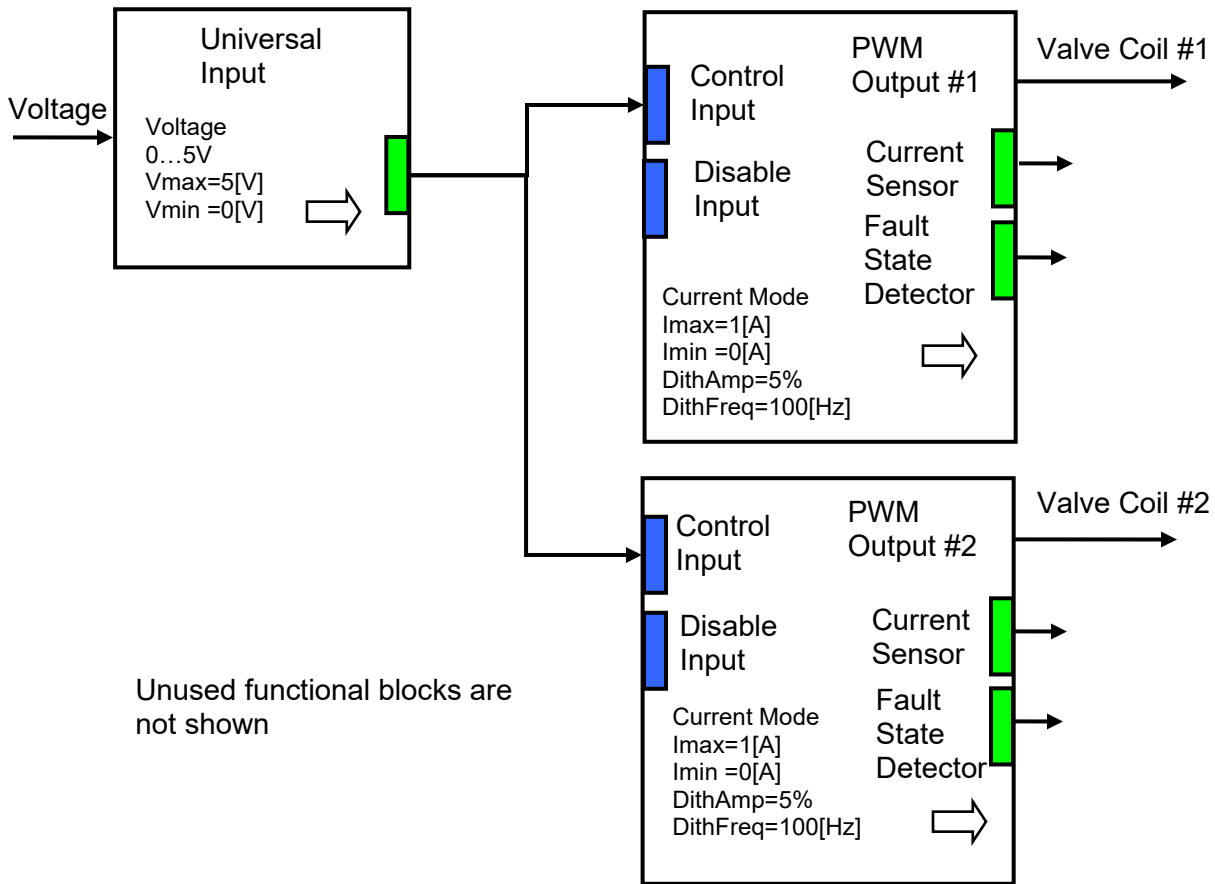 Voltage
Universal
Input
Voltage
0…5V
Vmax=5[V]
Vmin =0[V]
Control
Input
Disable
Input
PWM
Output #1
Current
Sensor
Fault
State
Detector
Current Mode
Imax=1[A]
Imin =0[A]
DithAmp=5%
DithFreq=100[Hz]
Valve Coil #1
Control
Input
Disable
Input
PWM
Output #2
Current
Sensor
Fault
State
Detector
Current Mode
Imax=1[A]
Imin =0[A]
DithAmp=5%
DithFreq=100[Hz]
Valve Coil #2
Unused functional blocks are
not shown